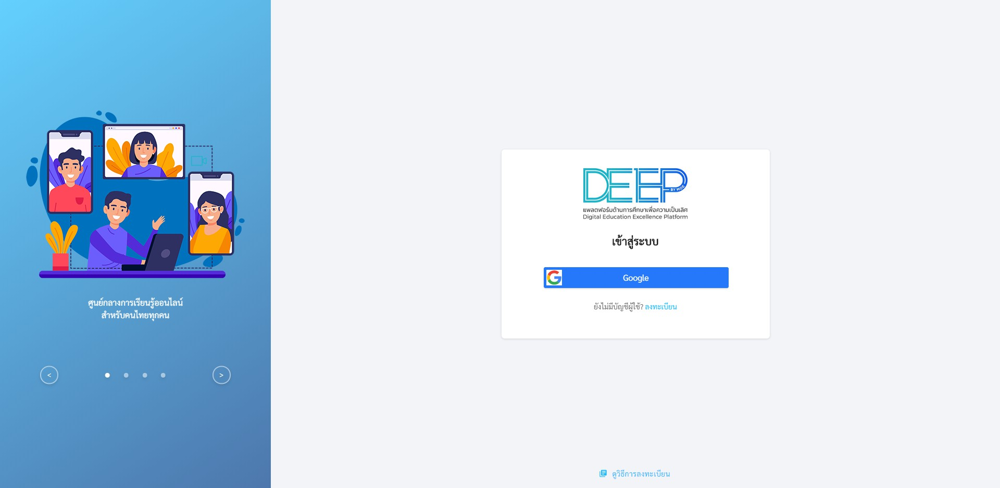 ศูนย์กลางการเรียนรู้ออนไลน์
สำหรับคนไทยทุกคน
<
>
DEEP
BY MOE
แพลตฟอร์มด้านการศึกษาเพื่อความเป็นเลิศ
Digital Education Excellence Platform
เข้าสู่ระบบ
Google
ยังไม่มีบัญชีผู้ใช้? ลงทะเบียน
ดูวิธีการลงทะเบียน